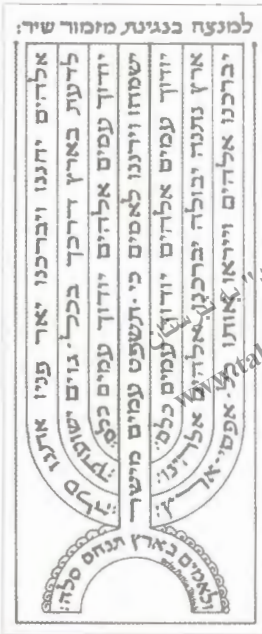 למנצח בנגינת מזמור שיר:
אלהים יחננו ויברכנו יאר פניו אתנו סלה:
לדעת בארץ דרכך בכל-גוים ישועתך:
יודוך עמים אלהים יודוך עמים כלם:
ישמחו וירננו לאמים כי-תשפט עמים מישר
ולאמים בארץ תנחם סלה:
יודוך עמים אלהים יודוך עמים כלם:
ארץ נתנה יבולה יברכנו אלהים אלהינו:
יברכנו אלהים וייראו אותו אפסי-ארץ: